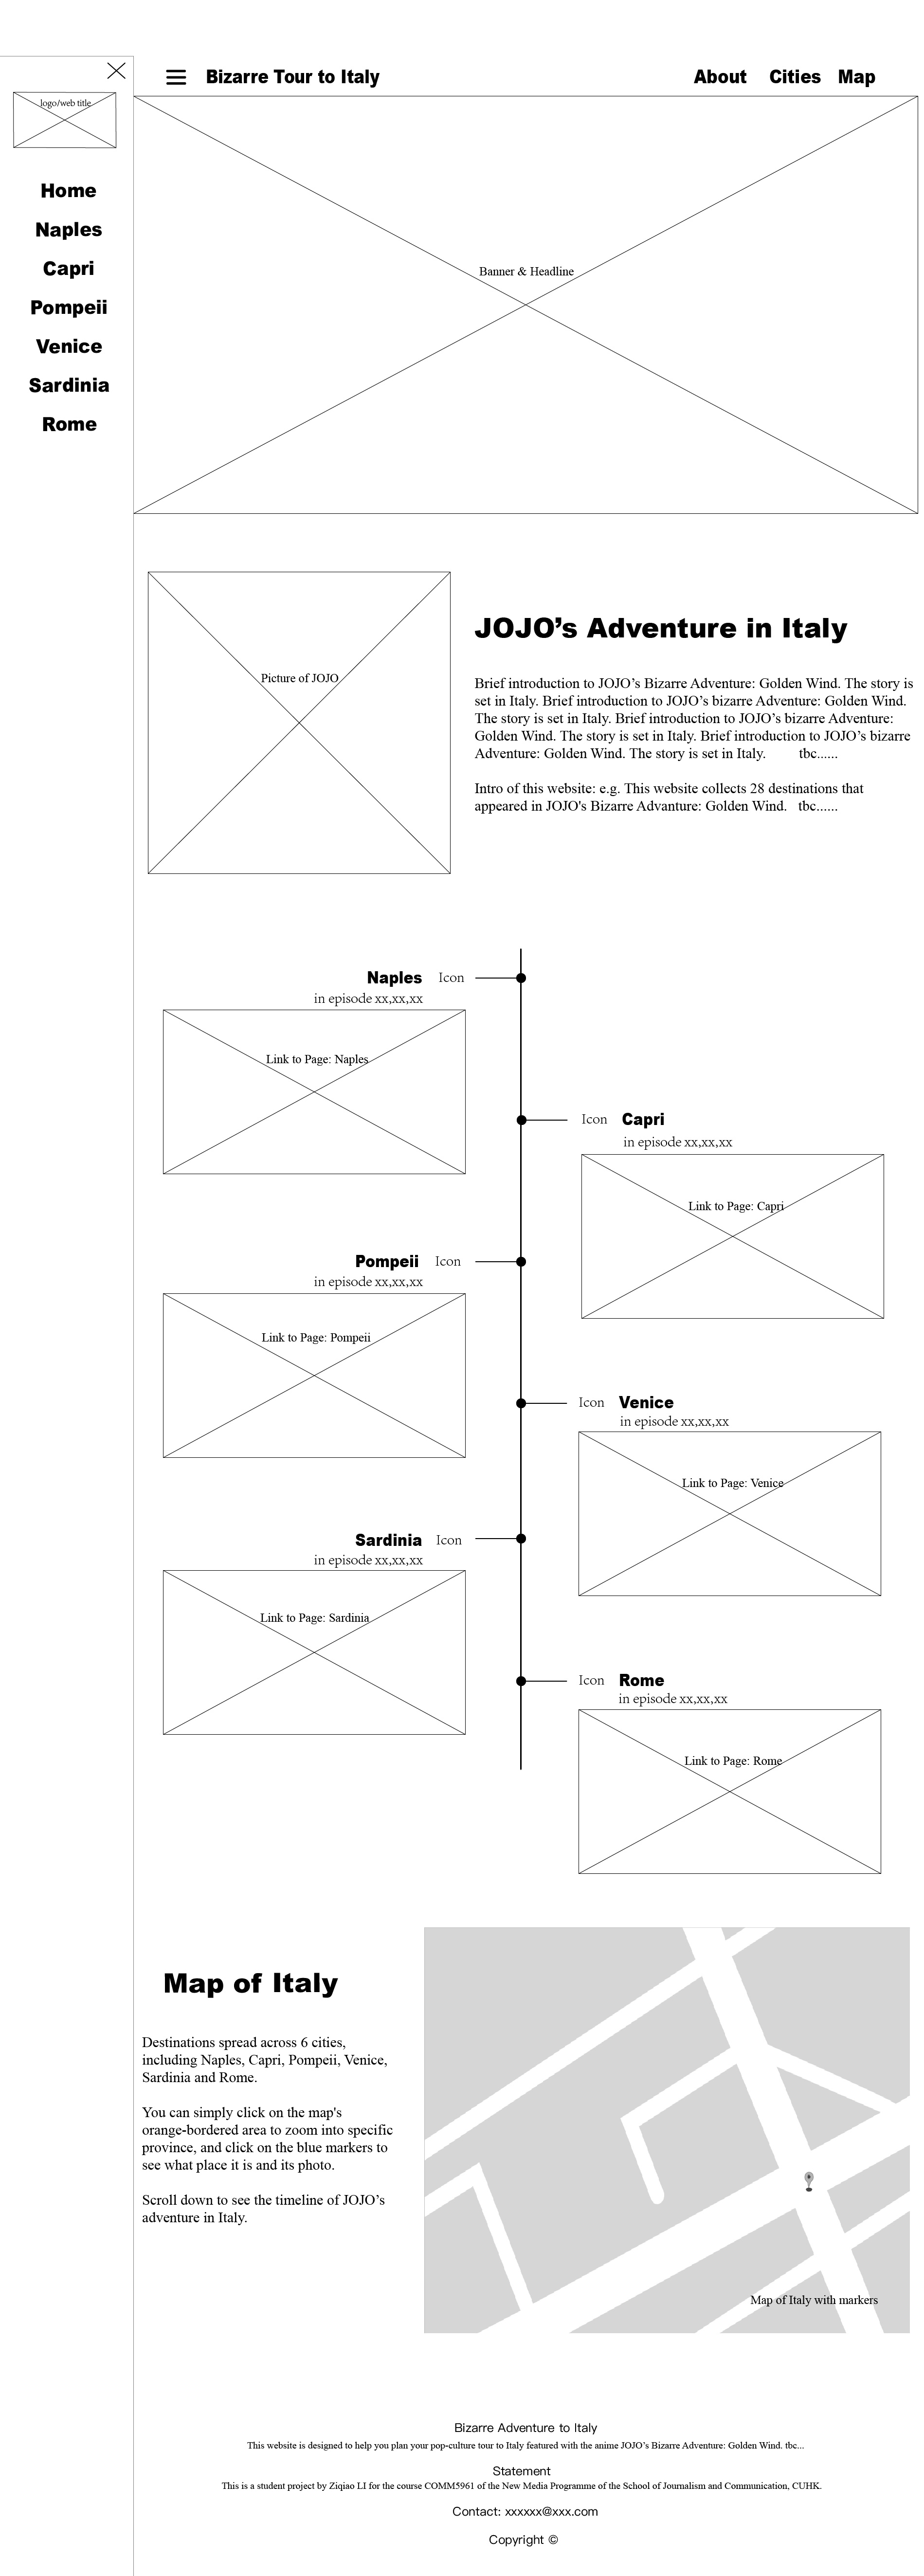 logo/web title
Home
Naples
Capri
Pompeii
Venice
Sardinia
Rome
Bizarre Tour to Italy
About Cities Map
Banner & Headline
Picture of JOJO
JOJO’s Adventure in Italy
Brief introduction to JOJO’s Bizarre Adventure: Golden Wind. The story is
set in Italy. Brief introduction to JOJO’s bizarre Adventure: Golden Wind.
The story is set in Italy. Brief introduction to JOJO’s bizarre Adventure:
Golden Wind. The story is set in Italy. Brief introduction to JOJO’s bizarre
Adventure: Golden Wind. The story is set in Italy. tbc......
Intro of this website: e.g. This website collects 28 destinations that
appeared in JOJO's Bizarre Advanture: Golden Wind. tbc......
Naples Icon
in episode xx,xx,xx
Link to Page: Naples
Icon Capri
in episode xx,xx,xx
Link to Page: Capri
Pompeii Icon
in episode xx,xx,xx
Link to Page: Pompeii
Icon Venice
in episode xx,xx,xx
Link to Page: Venice
Sardinia Icon
in episode xx,xx,xx
Link to Page: Sardinia
Icon Rome
in episode xx,xx,xx
Link to Page: Rome
Map of Italy
Destinations spread across 6 cities,
including Naples, Capri, Pompeii, Venice,
Sardinia and Rome.
You can simply click on the map's
orange-bordered area to zoom into specific
province, and click on the blue markers to
see what place it is and its photo.
Scroll down to see the timeline of JOJO’s
adventure in Italy.
Map of Italy with markers
Bizarre Adventure to Italy
This website is designed to help you plan your pop-culture tour to Italy featured with the anime JOJO’s Bizarre Adventure: Golden Wind. tbc...
Statement
This is a student project by Ziqiao LI for the course COMM5961 of the New Media Programme of the School of Journalism and Communication, CUHK.
Contact: xxxxxx@xxx.com
Copyright ©